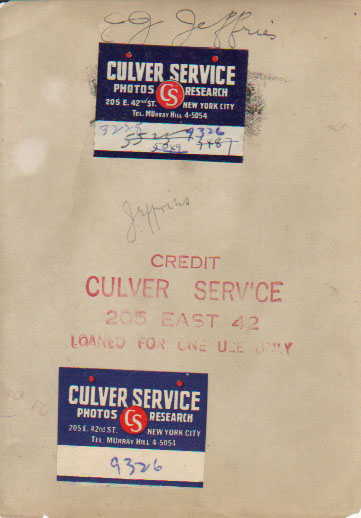 Jeffries
CULVER SERVICE
PHOTOS CS RESEARCH
205 E. 42ND ST. NEW YORK CITY
TEL. MURRAY HILL 4-5054
9326
Jeffries
CREDIT
CULVER SERVICE
205 EAST 42
LOANED FOR ONE USE ONLY
CULVER SERVICE
PHOTOS CS RESEARCH
205 E. 42ND ST. NEW YORK CITY
TEL. MURRAY HILL 4-5054
9326